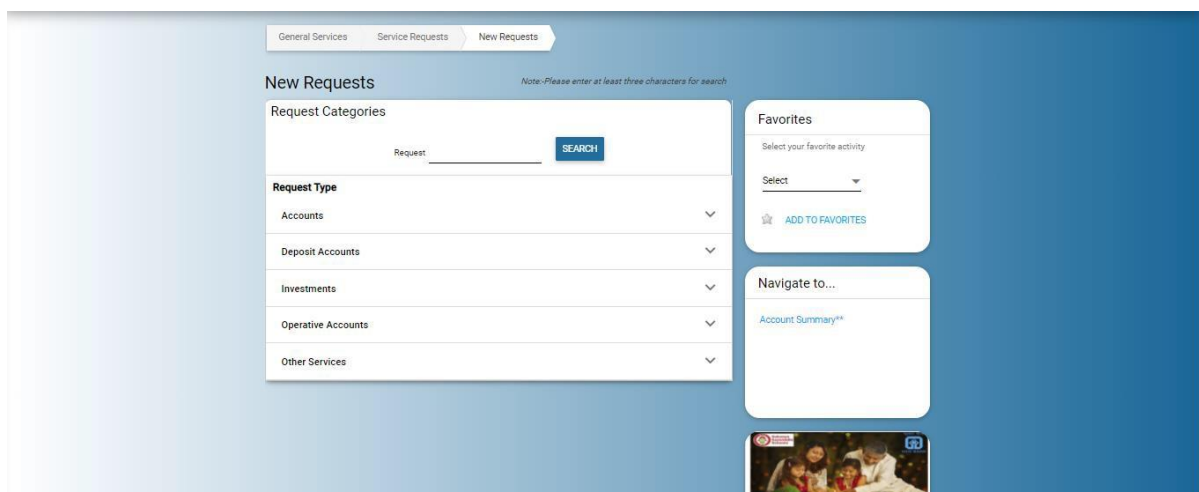 General Services Service Requests New Requests
New Requests
Note:-Please enter at least three characters for search
Request Categories
Request
SEARCH
Request Type
Accounts
Deposit Accounts
Investments
Operative Accounts
Other Services
Favorites
Select your favorite activity
Select
ADD TO FAVORITES
Navigate to...
Account Summary**